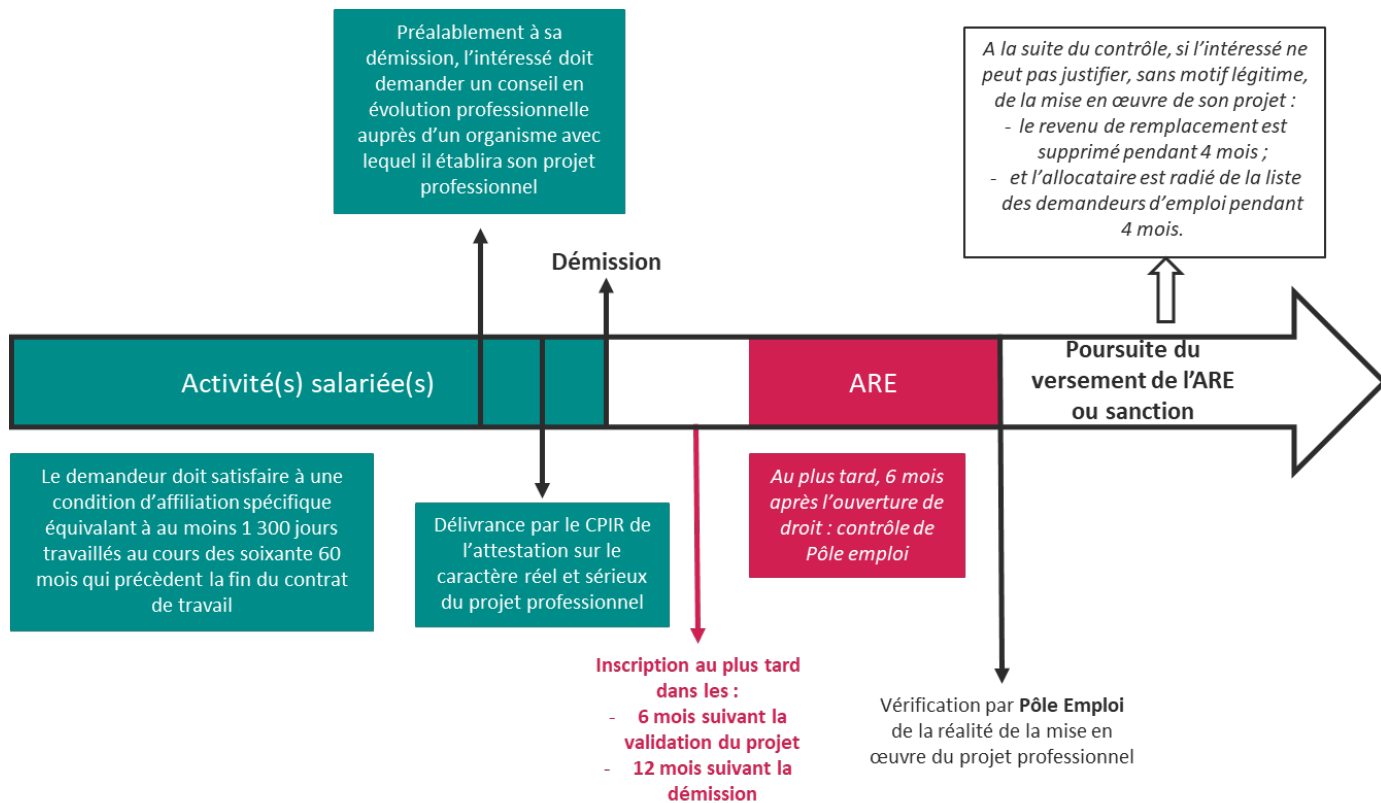 Préalablement à sa
démission, l'intéressé doit
demander un conseil en
évolution professionnelle
auprès d'un organisme avec
lequel il établira son projet
professionnel
A la suite du contrôle, si l'intéressé ne
peut pas justifier, sans motif légitime,
de la mise en œuvre de son projet :
- le revenu de remplacement est
supprimé pendant 4 mois ;
- et l'allocataire est radié de la liste
des demandeurs d'emploi pendant
4 mois.
Démission
Activité(s) salariée(s)
ARE
Poursuite du
versement de l'ARE
ou sanction
Le demandeur doit satisfaire à une
condition d'affiliation spécifique
équivalant à au moins 1 300 jours
travaillés au cours des soixante 60
mois qui précèdent la fin du contrat
de travail
Délivrance par le CPIR de
l'attestation sur le
caractère réel et sérieux
du projet professionnel
Au plus tard, 6 mois
après l'ouverture de
droit : contrôle de
Pôle emploi
Inscription au plus tard
dans les :
- 6 mois suivant la
validation du projet
- 12 mois suivant la
démission
Vérification par Pôle Emploi
de la réalité de la mise en
œuvre du projet professionnel